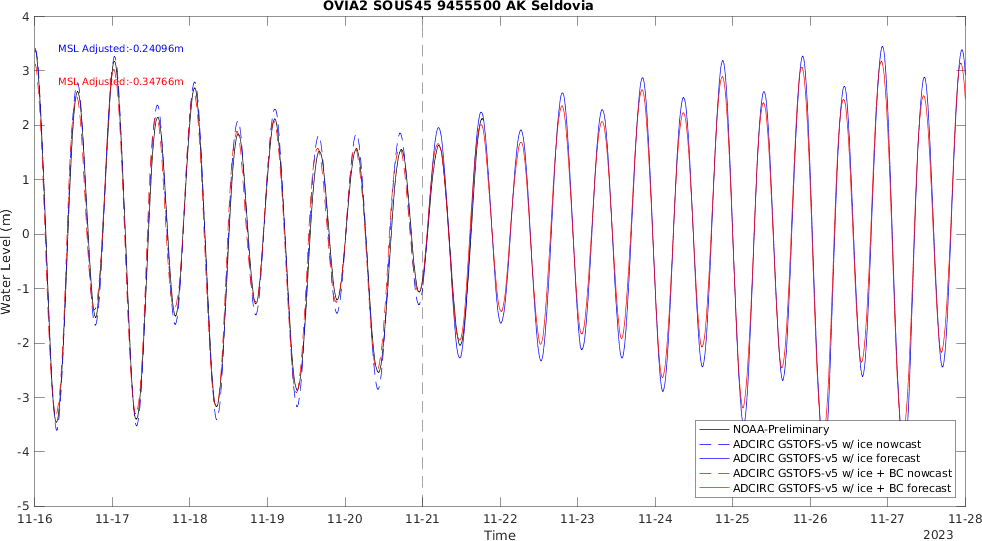 OVIA2 SOUS45 9455500 AK Seldovia
MSL Adjusted:-0.24096m
MSL Adjusted:-0.34766m
Water Level (m)
4
3
2
1
0
-1
-2
-3
-4
-5
NOAA-Preliminary
ADCIRC GSTOFS-v5 w/ ice nowcast
ADCIRC GSTOFS-v5 w/ ice forecast
ADCIRC GSTOFS-v5 w/ ice + BC nowcast
ADCIRC GSTOFS-v5 w/ ice + BC forecast
11-16 11-17 11-18 11-19 11-20 11-21 11-22 11-23 11-24 11-25 11-26 11-27 11-28
Time
2023